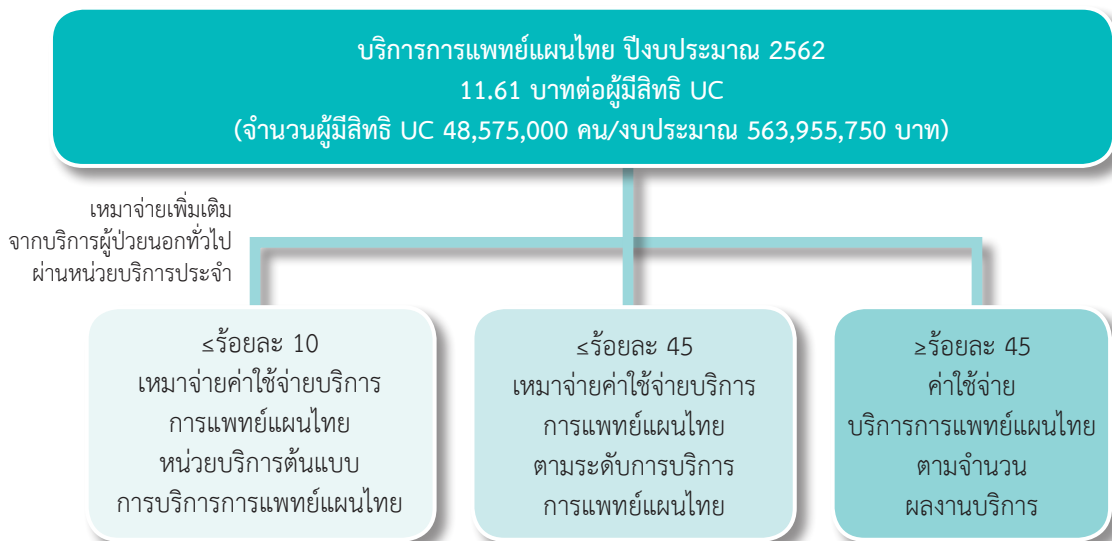 บริการการแพทย์แผนไทย ปีงบประมาณ 2562
11.61 บาทต่อผู้มีสิทธิ UC
(จำนวนผู้มีสิทธิ UC 48,575,000 คน/งบประมาณ 563,955,750 บาท)
เหมาจ่ายเพิ่มเติม
จากบริการผู้ป่วยนอกทั่วไป
ผ่านหน่วยบริการประจำ
≤ร้อยละ 10
เหมาจ่ายค่าใช้จ่ายบริการ
การแพทย์แผนไทย
หน่วยบริการต้นแบบ
การบริการการแพทย์แผนไทย
≤ร้อยละ 45
เหมาจ่ายค่าใช้จ่ายบริการ
การแพทย์แผนไทย
ตามระดับการบริการ
การแพทย์แผนไทย
≥ร้อยละ 45
ค่าใช้จ่าย
บริการการแพทย์แผนไทย
ตามจำนวน
ผลงานบริการ